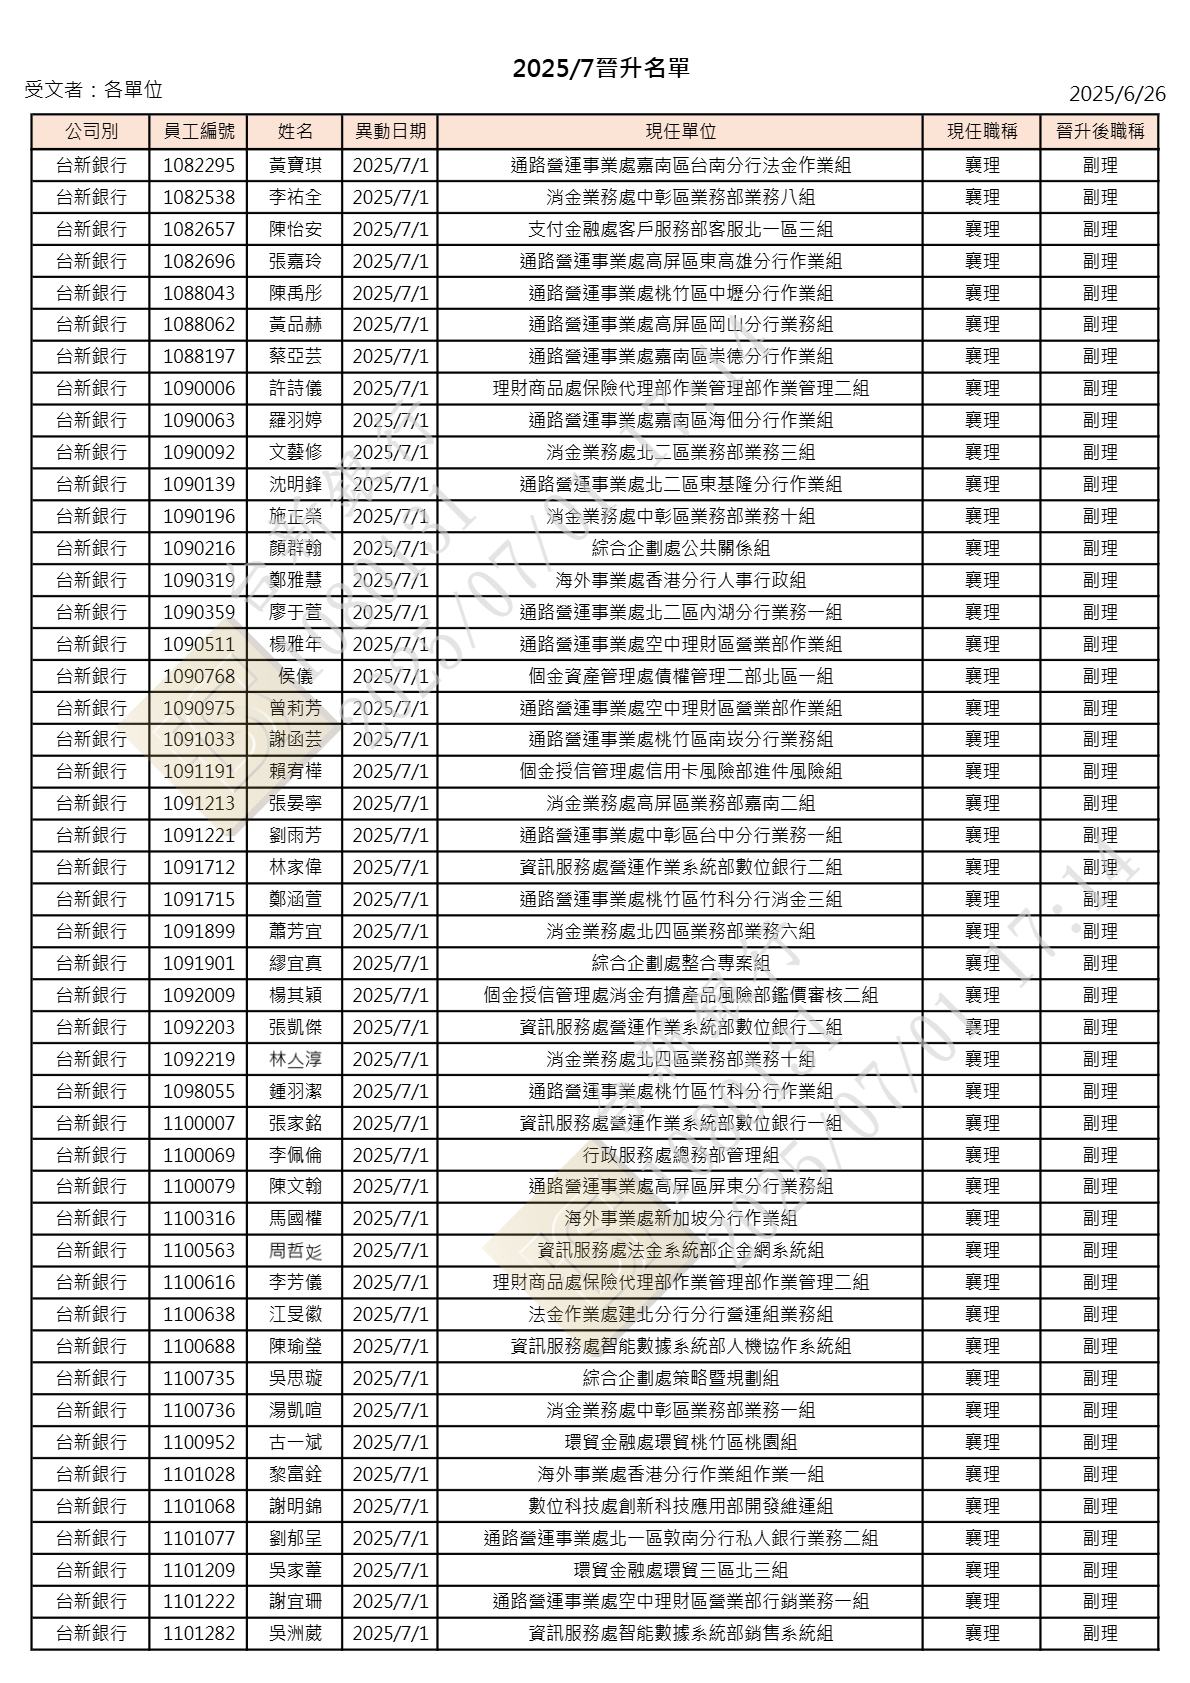 2025/7晉升名單
受文者：各單位
2025/6/26
公司別 員工編號 姓名 異動日期 現任單位 現任職稱 晉升後職稱
台新銀行 1082295 黃寶琪 2025/7/1 通路營運事業處嘉南區台南分行法金作業組 襄理 副理
台新銀行 1082538 李祐全 2025/7/1 消金業務處中彰區業務部業務八組 襄理 副理
台新銀行 1082657 陳怡安 2025/7/1 支付金融處客戶服務部客服北一區三組 襄理 副理
台新銀行 1082696 張嘉玲 2025/7/1 通路營運事業處高屏區東高雄分行作業組 襄理 副理
台新銀行 1088043 陳禹彤 2025/7/1 通路營運事業處桃竹區中壢分行作業組 襄理 副理
台新銀行 1088062 黃品赫 2025/7/1 通路營運事業處高屏區岡山分行業務組 襄理 副理
台新銀行 1088197 蔡亞芸 2025/7/1 通路營運事業處嘉南區崇德分行作業組 襄理 副理
台新銀行 1090006 許詩儀 2025/7/1 理財商品處保險代理部作業管理部作業管理二組 襄理 副理
台新銀行 1090063 羅羽婷 2025/7/1 通路營運事業處嘉南區海佃分行作業組 襄理 副理
台新銀行 1090092 文藝修 2025/7/1 消金業務處北二區業務部業務三組 襄理 副理
台新銀行 1090139 沈明鋒 2025/7/1 通路營運事業處北二區東基隆分行作業組 襄理 副理
台新銀行 1090196 施正榮 2025/7/1 消金業務處中彰區業務部業務十組 襄理 副理
台新銀行 1090216 顏群翰 2025/7/1 綜合企劃處公共關係組 襄理 副理
台新銀行 1090319 鄭雅慧 2025/7/1 海外事業處香港分行人事行政組 襄理 副理
台新銀行 1090359 廖于萱 2025/7/1 通路營運事業處北二區內湖分行業務一組 襄理 副理
台新銀行 1090511 楊雅年 2025/7/1 通路營運事業處空中理財區營業部作業組 襄理 副理
台新銀行 1090768 侯儀 2025/7/1 個金資產管理處債權管理二部北區一組 襄理 副理
台新銀行 1090975 曾莉芳 2025/7/1 通路營運事業處空中理財區營業部作業組 襄理 副理
台新銀行 1091033 謝函芸 2025/7/1 通路營運事業處桃竹區南崁分行業務組 襄理 副理
台新銀行 1091191 賴宥樺 2025/7/1 個金授信管理處信用卡風險部進件風險組 襄理 副理
台新銀行 1091213 張晏寧 2025/7/1 消金業務處高屏區業務部嘉南二組 襄理 副理
台新銀行 1091221 劉雨芳 2025/7/1 通路營運事業處中彰區台中分行業務一組 襄理 副理
台新銀行 1091712 林家偉 2025/7/1 資訊服務處營運作業系統部數位銀行二組 襄理 副理
台新銀行 1091715 鄭涵萱 2025/7/1 通路營運事業處桃竹區竹科分行消金三組 襄理 副理
台新銀行 1091899 蕭芳宜 2025/7/1 消金業務處北四區業務部業務六組 襄理 副理
台新銀行 1091901 繆宜真 2025/7/1 綜合企劃處整合專案組 襄理 副理
台新銀行 1092009 楊其穎 2025/7/1 個金授信管理處消金有擔產品風險部鑑價審核二組 襄理 副理
台新銀行 1092203 張凱傑 2025/7/1 資訊服務處營運作業系統部數位銀行二組 襄理 副理
台新銀行 1092219 林亼淳 2025/7/1 消金業務處北四區業務部業務十組 襄理 副理
台新銀行 1098055 鍾羽潔 2025/7/1 通路營運事業處桃竹區竹科分行作業組 襄理 副理
台新銀行 1100007 張家銘 2025/7/1 資訊服務處營運作業系統部數位銀行一組 襄理 副理
台新銀行 1100069 李佩倫 2025/7/1 行政服務處總務部管理組 襄理 副理
台新銀行 1100079 陳文翰 2025/7/1 通路營運事業處高屏區屏東分行業務組 襄理 副理
台新銀行 1100316 馬國權 2025/7/1 海外事業處新加坡分行作業組 襄理 副理
台新銀行 1100563 周哲彣 2025/7/1 資訊服務處法金系統部企金網系統組 襄理 副理
台新銀行 1100616 李芳儀 2025/7/1 理財商品處保險代理部作業管理部作業管理二組 襄理 副理
台新銀行 1100638 江旻徽 2025/7/1 法金作業處建北分行分行營運組業務組 襄理 副理
台新銀行 1100688 陳瑜瑩 2025/7/1 資訊服務處智能數據系統部人機協作系統組 襄理 副理
台新銀行 1100735 吳思璇 2025/7/1 綜合企劃處策略暨規劃組 襄理 副理
台新銀行 1100736 湯凱喧 2025/7/1 消金業務處中彰區業務部業務一組 襄理 副理
台新銀行 1100952 古一斌 2025/7/1 環貿金融處環貿桃竹區桃園組 襄理 副理
台新銀行 1101028 黎富銓 2025/7/1 海外事業處香港分行作業組作業一組 襄理 副理
台新銀行 1101068 謝明錦 2025/7/1 數位科技處創新科技應用部開發維運組 襄理 副理
台新銀行 1101077 劉郁呈 2025/7/1 通路營運事業處北一區敦南分行私人銀行業務二組 襄理 副理
台新銀行 1101209 吳家葦 2025/7/1 環貿金融處環貿三區北三組 襄理 副理
台新銀行 1101222 謝宜珊 2025/7/1 通路營運事業處空中理財區營業部行銷業務一組 襄理 副理
台新銀行 1101282 吳洲葳 2025/7/1 資訊服務處智能數據系統部銷售系統組 襄理 副理
台新銀行
1080131
2025/07/01 17:14
台新銀行
1080131
2025/07/01 17:14